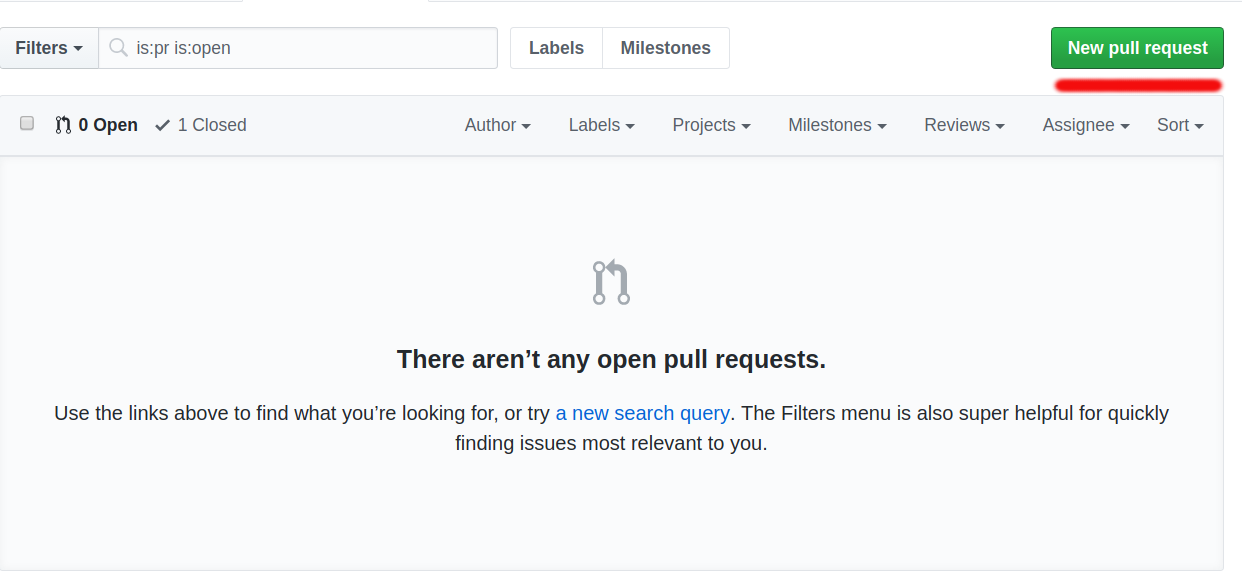 Filters is:pr is:open Labels Milestones New pull request
0 Open 1 Closed Author Labels Projects Milestones Reviews Assignee Sort
There aren’t any open pull requests.
Use the links above to find what you’re looking for, or try a new search query. The Filters menu is also super helpful for quickly
finding issues most relevant to you.